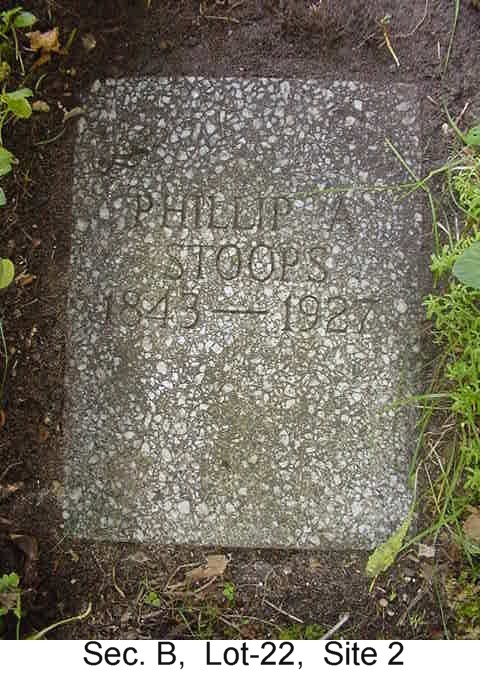 PHILLIP A
STOOPS
1843 — 1927
Sec. B, Lot-22, Site 2